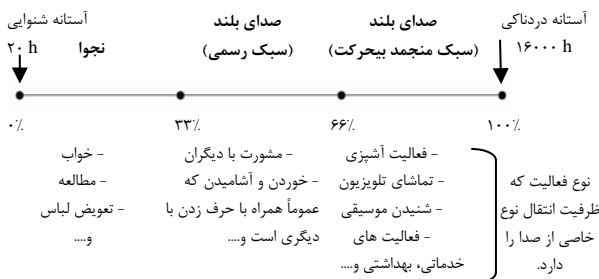 آستانه شنوایی
۲۰ h
نجوا
صدای بلند
(سبک رسمی)
صدای بلند
(سبک منجمد بیحرکت)
آستانه دردناکی
۱۶۰۰۰ h
۰٪
۳۳٪
۶۶٪
۱۰۰٪
- خواب
- مطالعه
- تعویض لباس
و....
- مشورت با دیگران
- خوردن و آشامیدن که
عموماً همراه با حرف زدن با
دیگری است و....
- فعالیت آشپزی
- تماشای تلویزیون
- شنیدن موسیقی
- فعالیت های
خدماتی، بهداشتی و....
نوع فعالیت که
ظرفیت انتقال نوع
خاصی از صدا را
دارد.